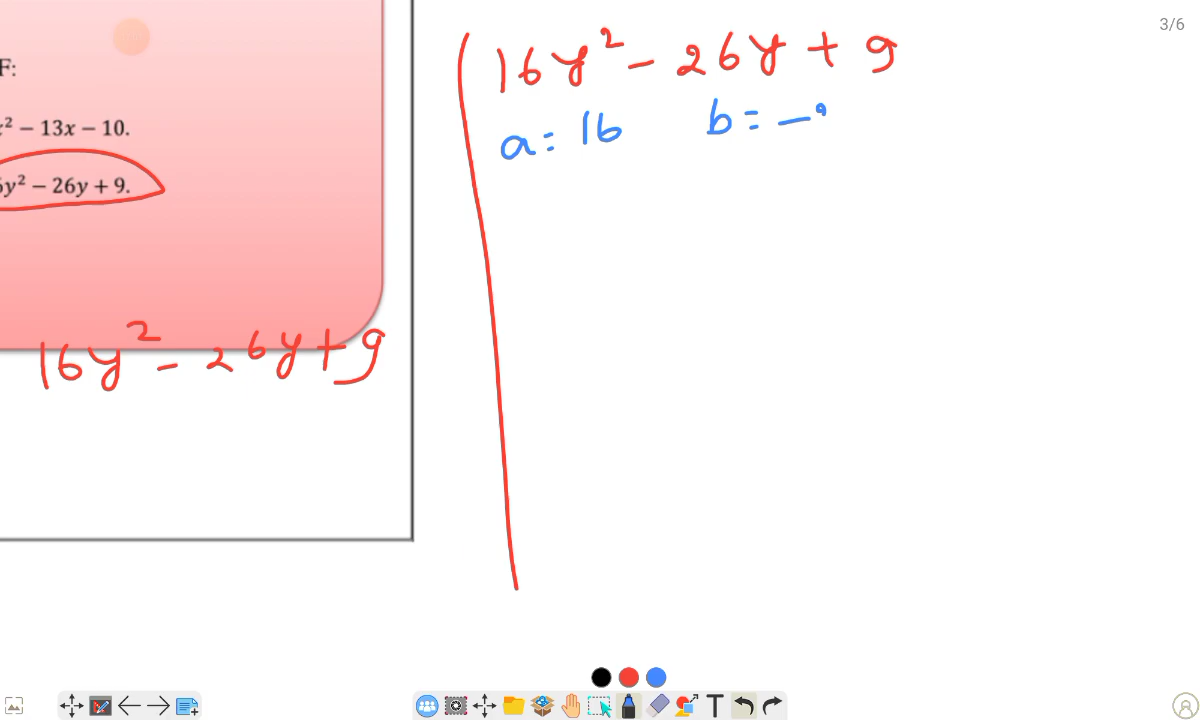 3/6
F:
² − 13x − 10.
y² − 26y + 9.
16y² - 26y + 9
a = 16 b = -
16y² - 26y + 9